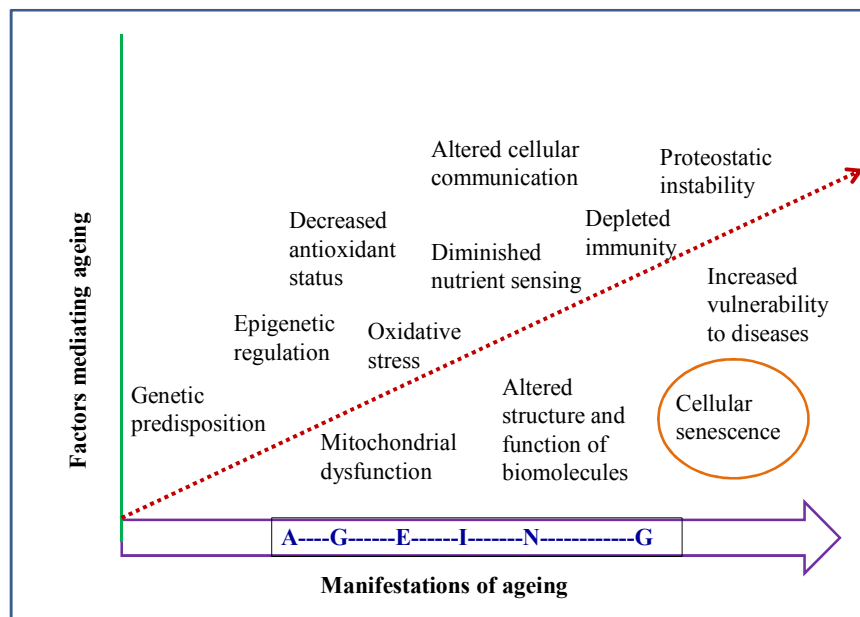 Factors mediating ageing
Altered cellular
communication
Proteostatic
instability
Decreased
antioxidant
status
Diminished
nutrient sensing
Depleted
immunity
Increased
vulnerability
to diseases
Epigenetic
regulation
Oxidative
stress
Genetic
predisposition
Mitochondrial
dysfunction
Altered
structure and
function of
biomolecules
Cellular
senescence
A----G------E------I-------N------------G
Manifestations of ageing